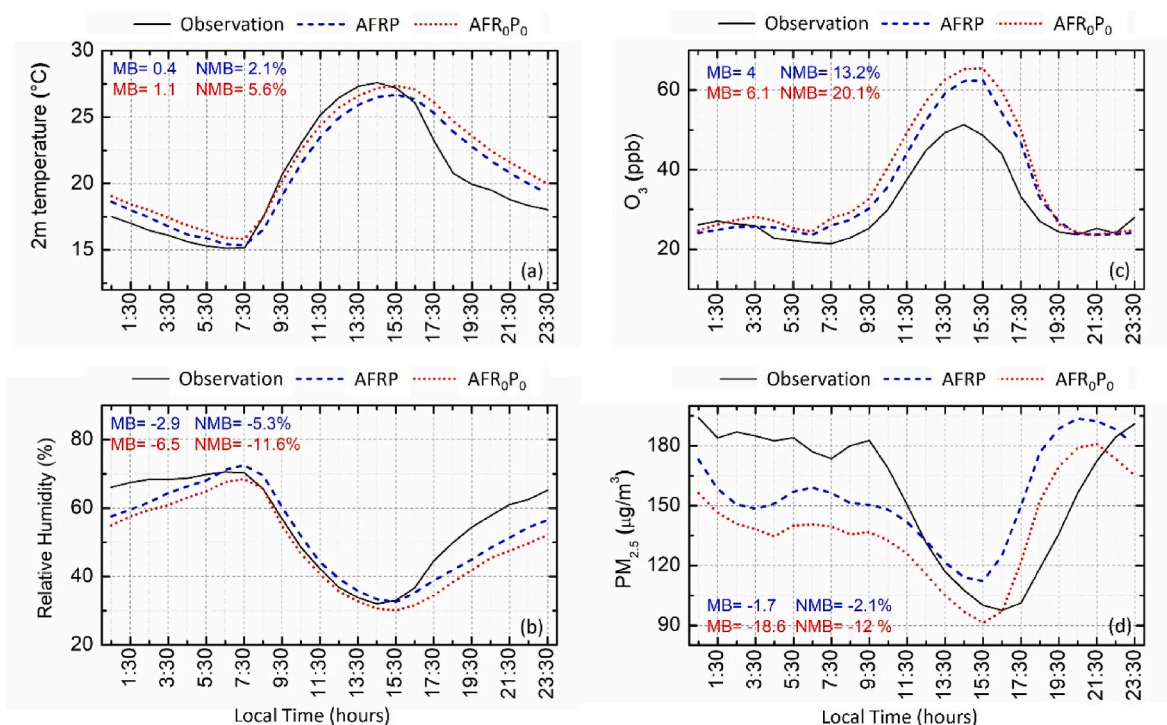 Observation AFRP AFR₀P₀
MB= 0.4 NMB= 2.1%
MB= 1.1 NMB= 5.6%
30
25
20
15
2m temperature (°C)
(a)
1:30 3:30 5:30 7:30 9:30 11:30 13:30 15:30 17:30 19:30 21:30 23:30
Observation AFRP AFR₀P₀
MB= 4 NMB= 13.2%
MB= 6.1 NMB= 20.1%
60
40
20
O₃ (ppb)
(c)
1:30 3:30 5:30 7:30 9:30 11:30 13:30 15:30 17:30 19:30 21:30 23:30
Observation AFRP AFR₀P₀
MB= -2.9 NMB= -5.3%
MB= -6.5 NMB= -11.6%
80
60
40
20
Relative Humidity (%)
(b)
1:30 3:30 5:30 7:30 9:30 11:30 13:30 15:30 17:30 19:30 21:30 23:30
Local Time (hours)
Observation AFRP AFR₀P₀
180
150
120
90
PM₂.₅ (μg/m³)
MB= -1.7 NMB= -2.1%
MB= -18.6 NMB= -12 %
(d)
1:30 3:30 5:30 7:30 9:30 11:30 13:30 15:30 17:30 19:30 21:30 23:30
Local Time (hours)